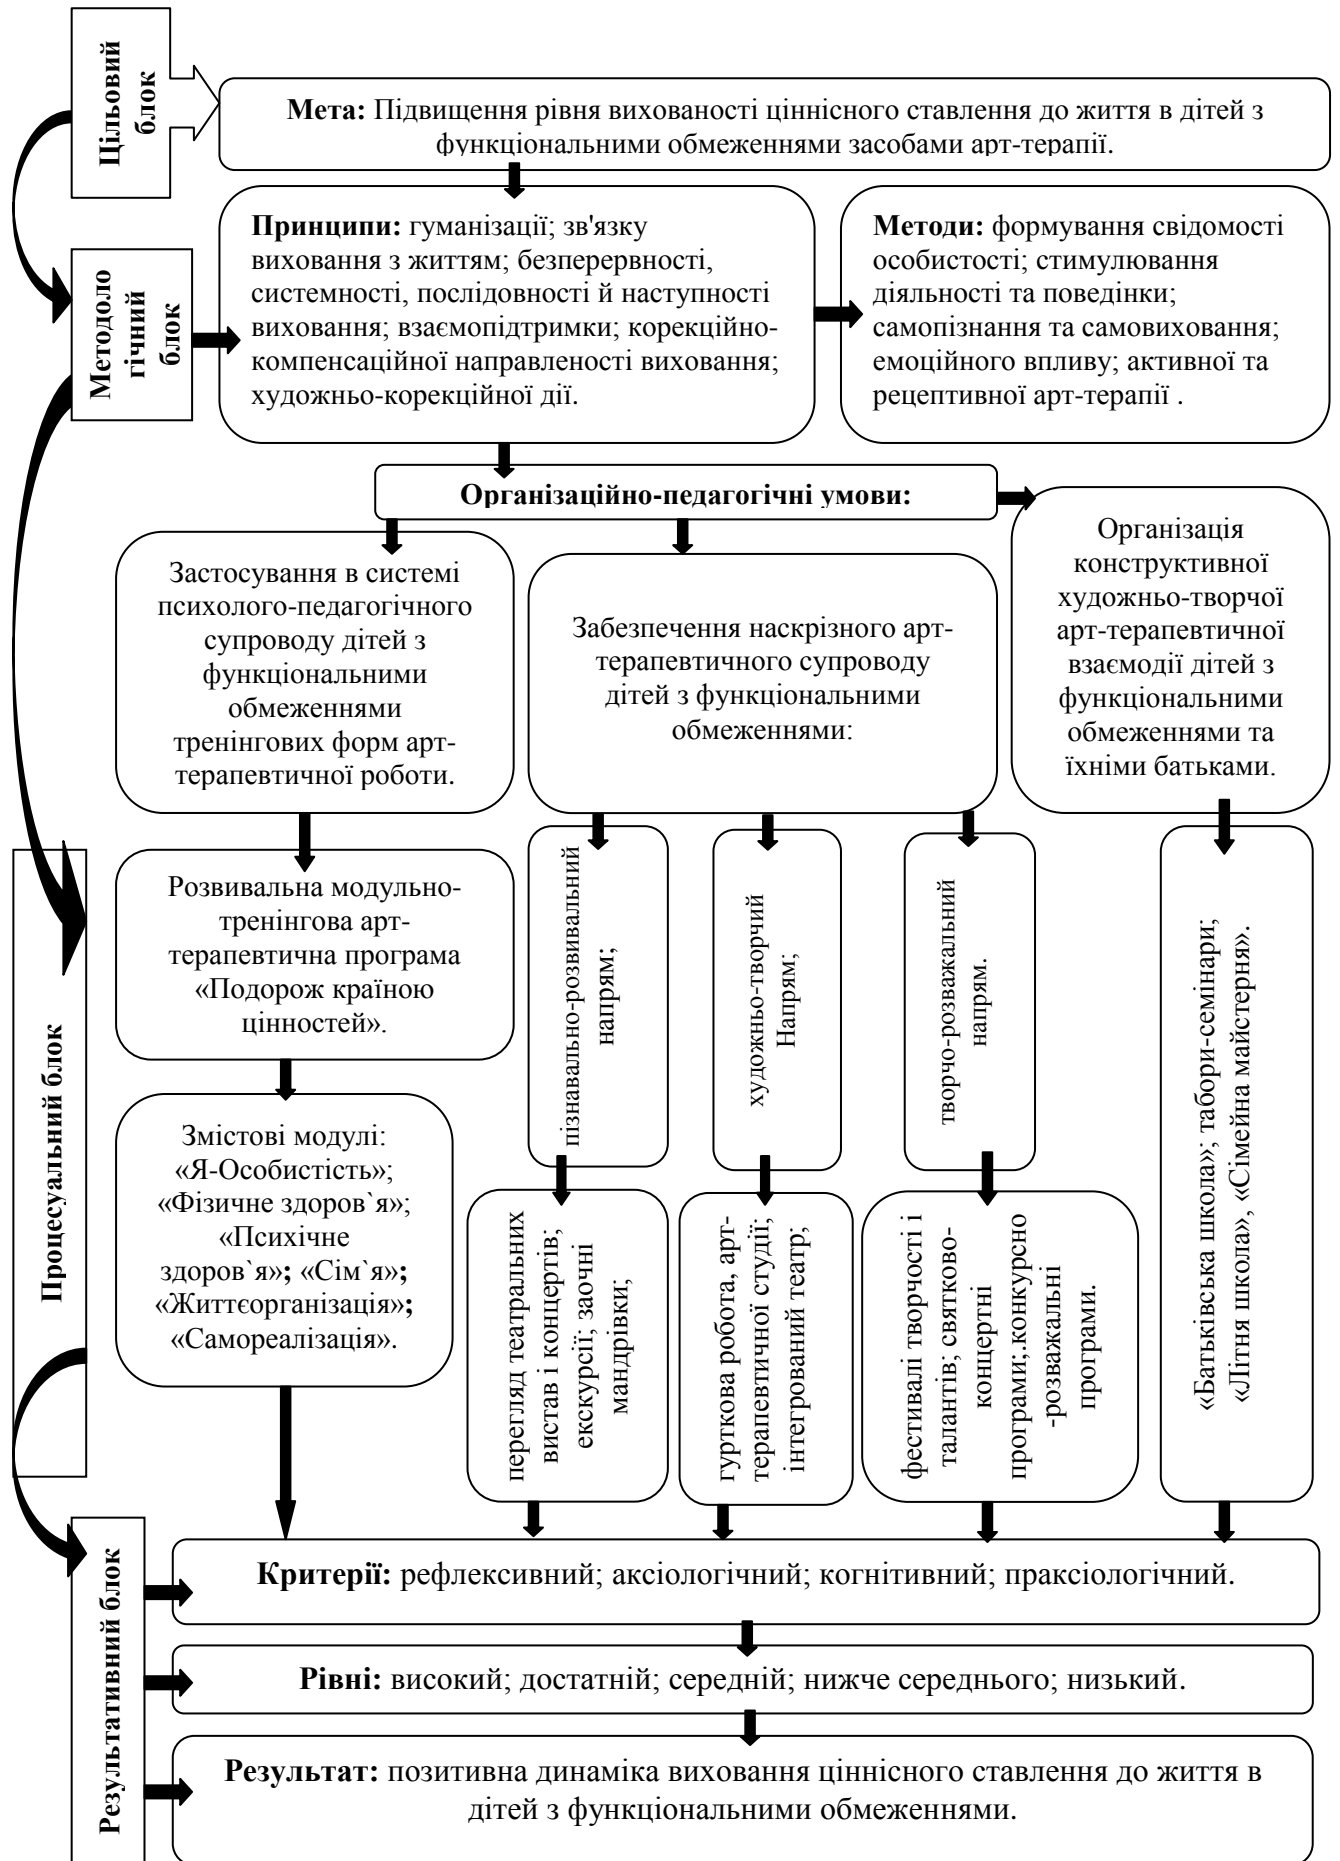 Цільовий
блок
Мета: Підвищення рівня вихованості ціннісного ставлення до життя в дітей з
функціональними обмеженнями засобами арт-терапії.
Методоло
гічний
блок
Принципи: гуманізації; зв'язку
виховання з життям; безперервності,
системності, послідовності й наступності
виховання; взаємопідтримки; корекційно-
компенсаційної направленості виховання;
художньо-корекційної дії.
Методи: формування свідомості
особистості; стимулювання
діяльності та поведінки;
самопізнання та самовиховання;
емоційного впливу; активної та
рецептивної арт-терапії .
Організаційно-педагогічні умови:
Застосування в системі
психолого-педагогічного
супроводу дітей з
функціональними
обмеженнями
тренінгових форм арт-
терапевтичної роботи.
Забезпечення наскрізного арт-
терапевтичного супроводу
дітей з функціональними
обмеженнями:
Організація
конструктивної
художньо-творчої
арт-терапевтичної
взаємодії дітей з
функціональними
обмеженнями та
їхніми батьками.
Процесуальний блок
Розвивальна модульно-
тренінгова арт-
терапевтична програма
«Подорож країною
цінностей».
пізнавально-розвивальний
напрям;
художньо-творчий
Напрям;
творчо-розважальний
напрям.
«Батьківська школа»; табори-семінари;
«Літня школа», «Сімейна майстерня».
Змістові модулі:
«Я-Особистість»;
«Фізичне здоров`я»;
«Психічне
здоров`я»; «Сім`я»;
«Життєорганізація»;
«Самореалізація».
перегляд театральних
вистав і концертів;
екскурсії; заочні
мандрівки;
гурткова робота, арт-
терапевтичної студії;
інтегрований театр;
фестивалі творчості і
талантів; святково-
концертні
програми;.конкурсно
-розважальні
програми.
Результативний блок
Критерії: рефлексивний; аксіологічний; когнітивний; праксіологічний.
Рівні: високий; достатній; середній; нижче середнього; низький.
Результат: позитивна динаміка виховання ціннісного ставлення до життя в
дітей з функціональними обмеженнями.